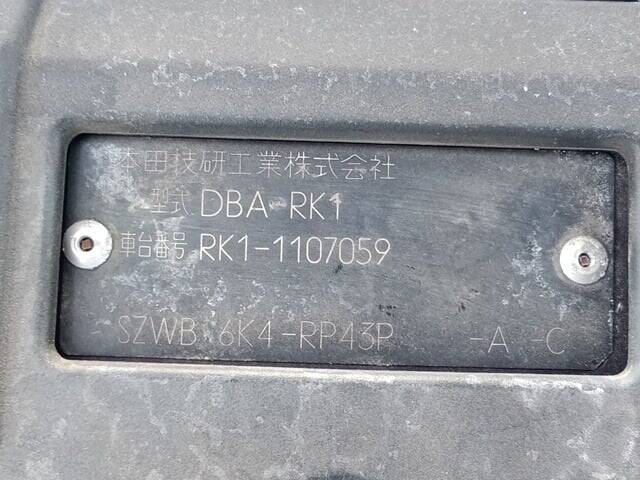 本田技研工業株式会社
型式 DBA-RK1
車台番号 RK1-1107059
SZWB 6K4-RP43P -A -C